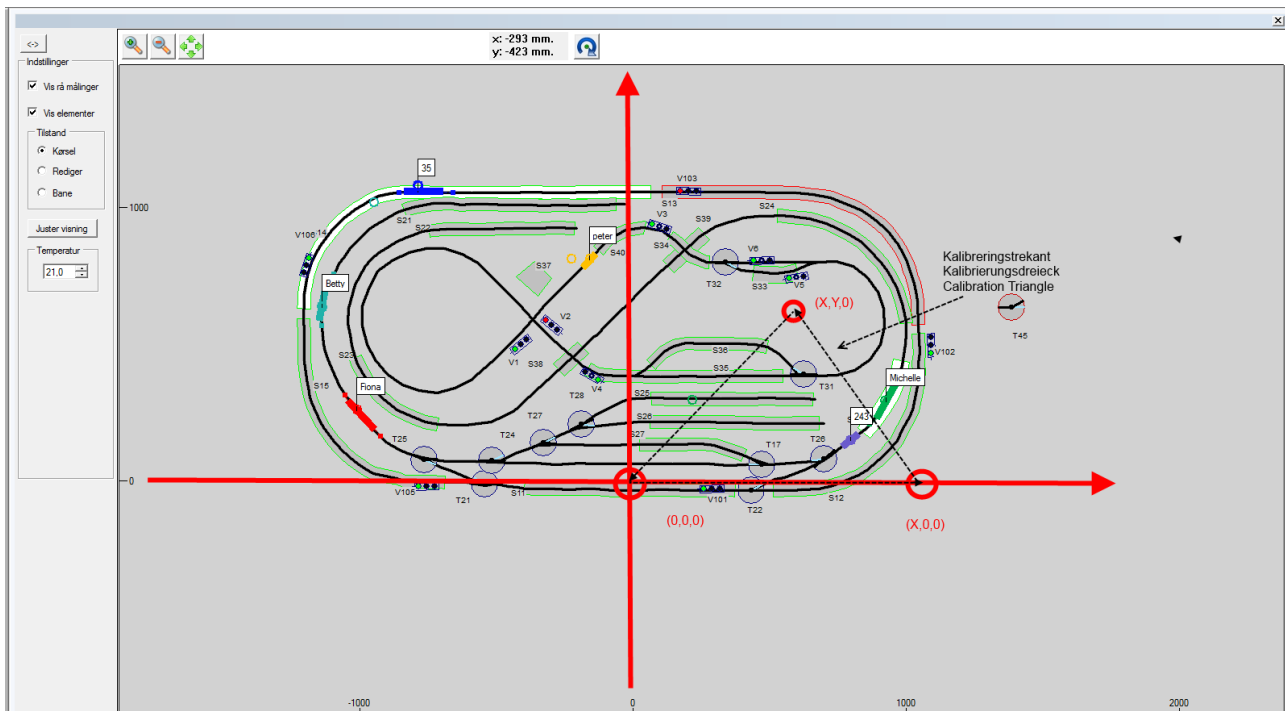 x: -293 mm.
y: -423 mm.
<->
Indstillinger
Vis rå målinger
Vis elementer
Tilstand
Kørsel
Rediger
Bane
Juster visning
Temperatur
21,0
35
V103
S13
V3
S39
S24
S21
S22
1000
V106
14
peter
S40
S34
V6
Kalibreringstrekant
Kalibrierungsdreieck
Calibration Triangle
S37
T32
S33
V5
Betty
(X,Y,0)
T45
V2
V1
S38
S23
S36
V102
S15
S35
Fiona
V4
T31
Michelle
T28
S25
T27
S26
243
T25
T24
S27
T17
T26
0
V105
T21
S11
V101
T22
S12
(0,0,0)
(X,0,0)
-1000
0
1000
2000